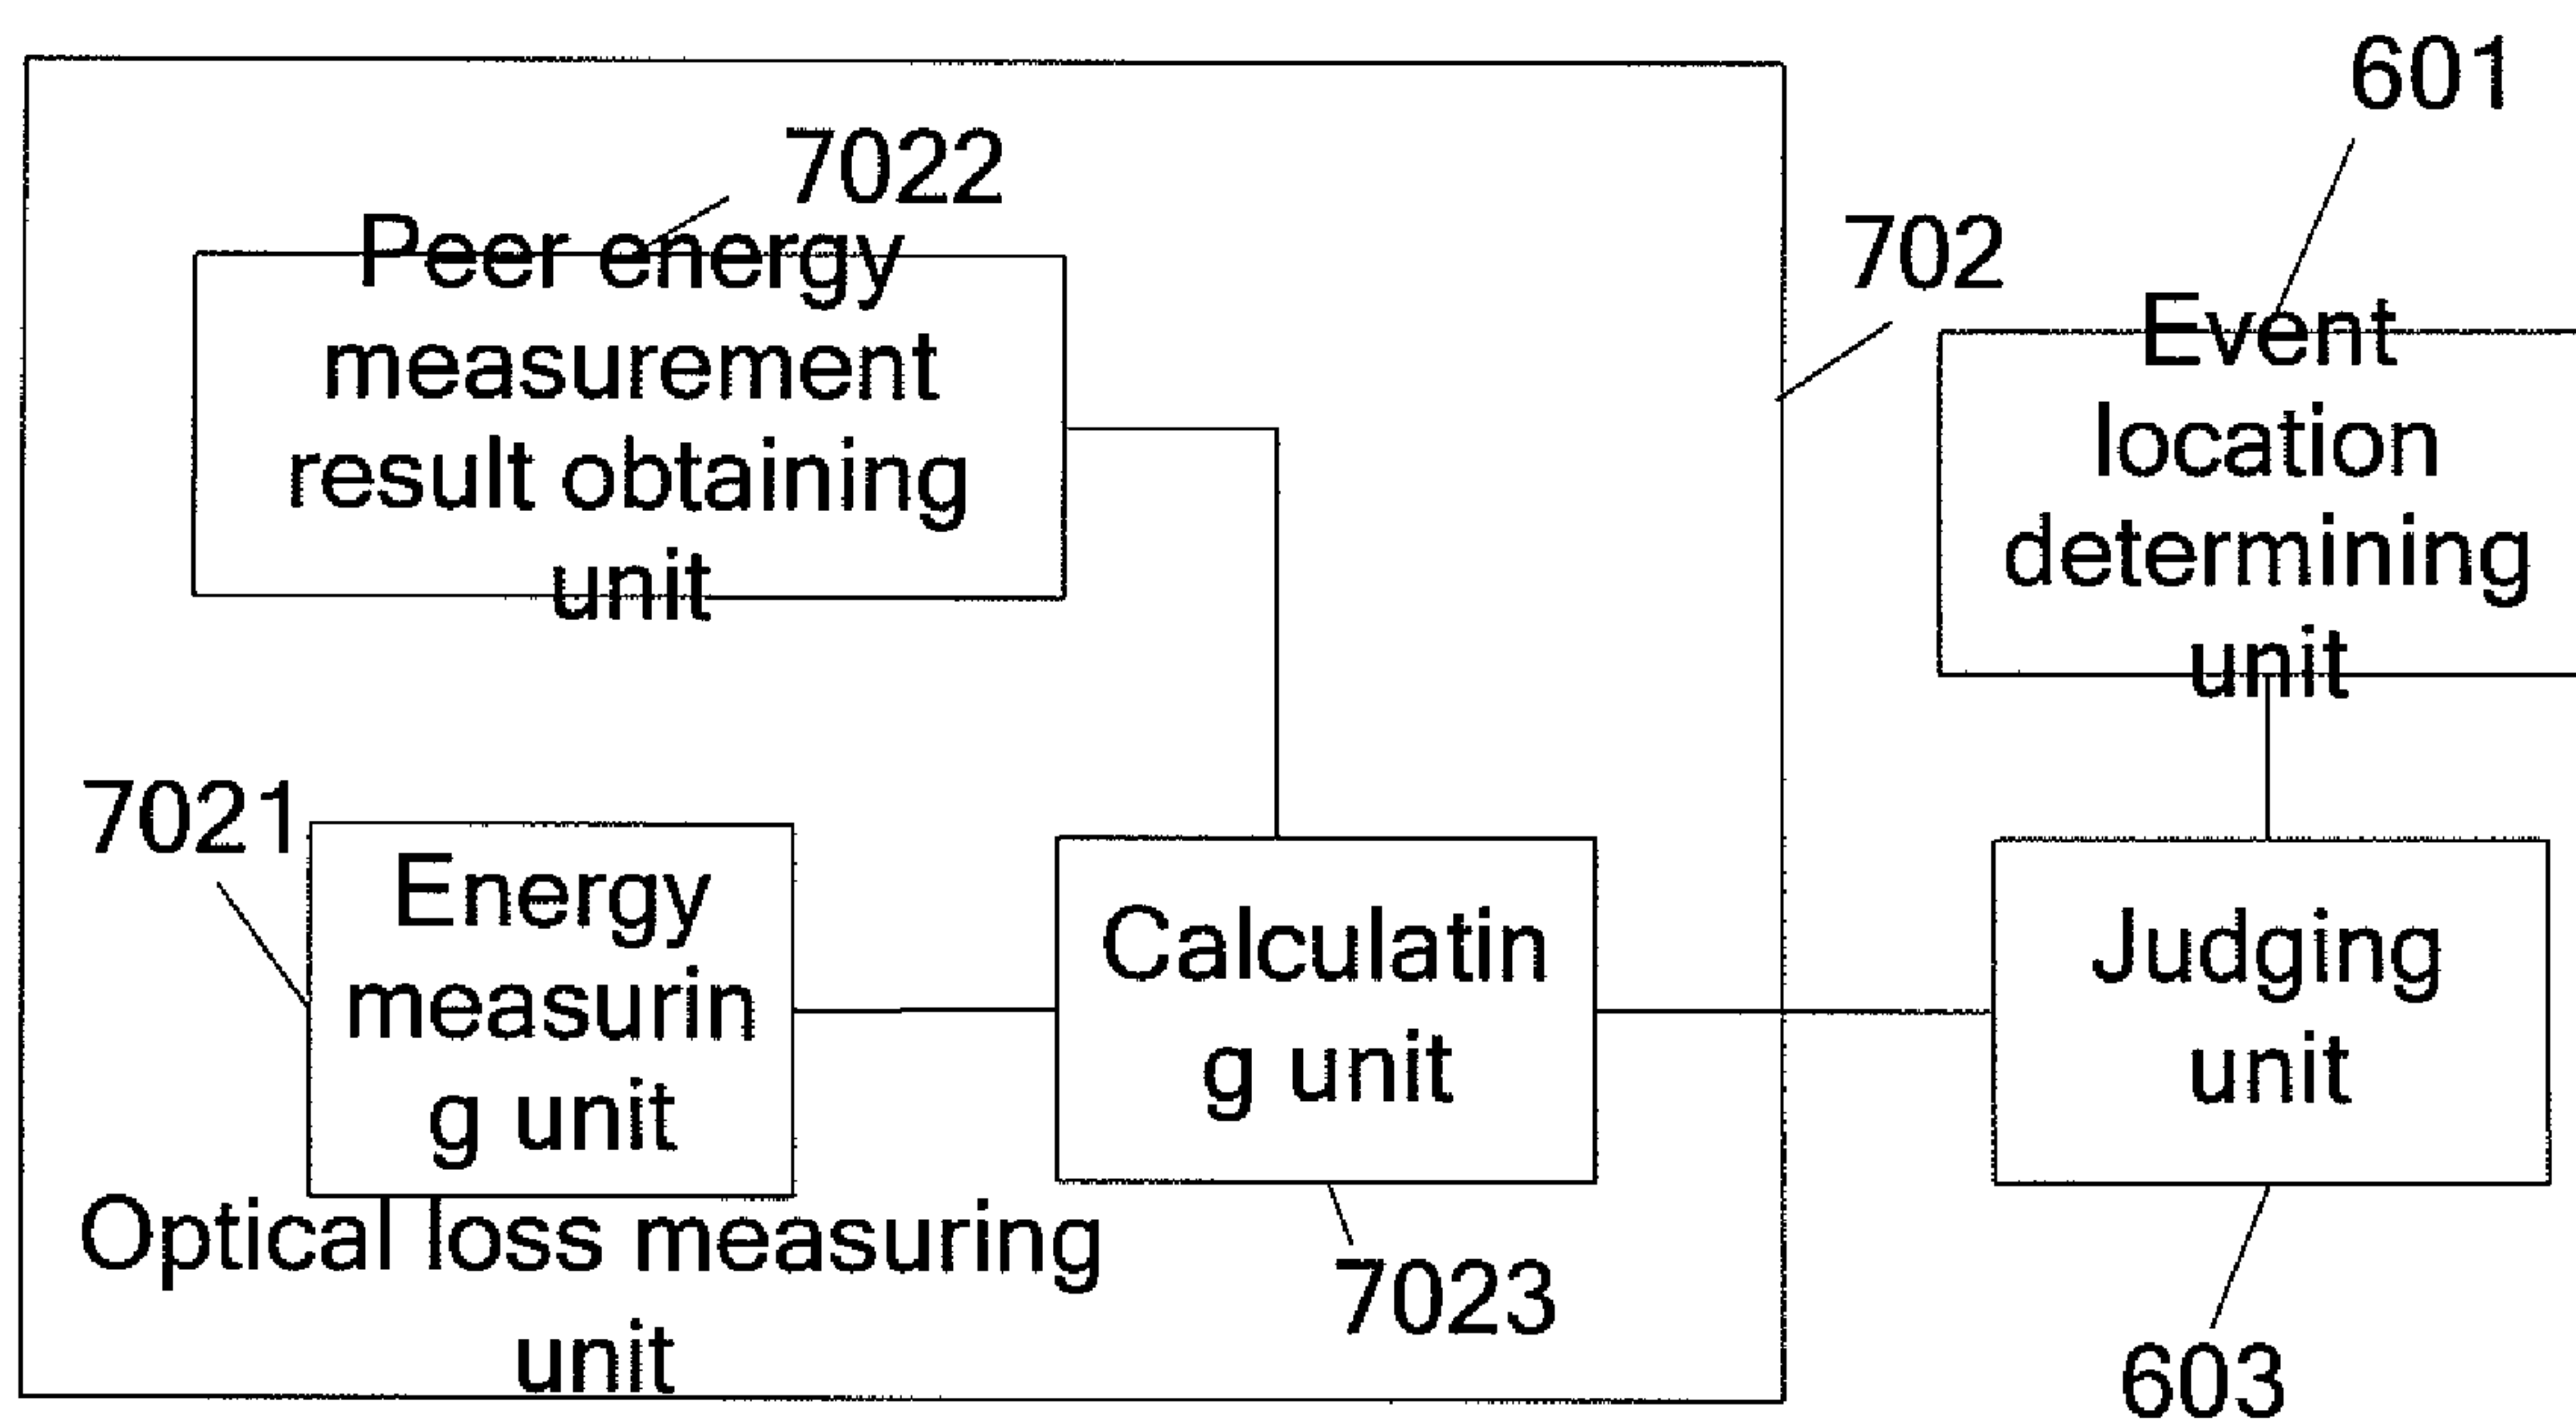 601
7022
Peer energy
measurement
result obtaining
unit
702
Event
location
determining
unit
7021
Energy
measurin
g unit
Calculatin
g unit
Judging
unit
Optical loss measuring
unit
7023
603